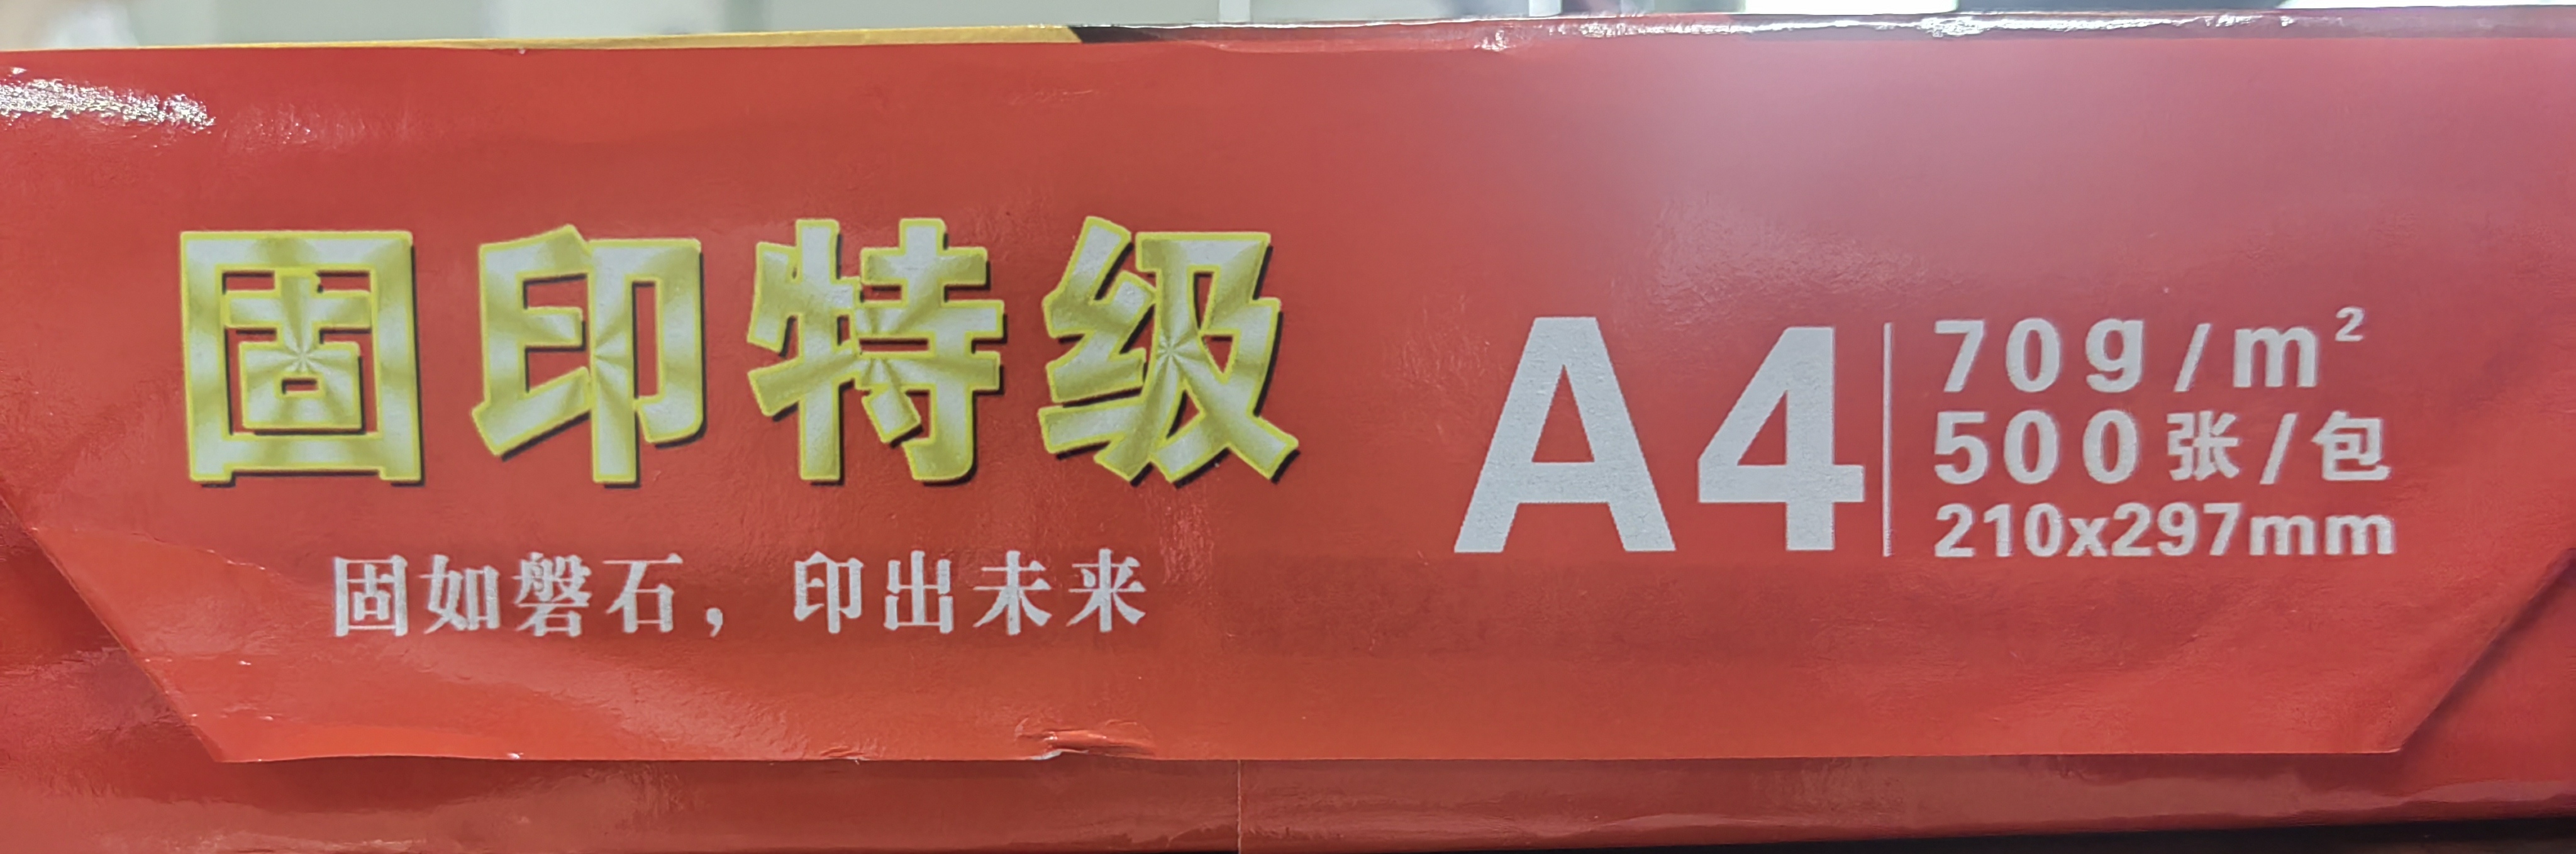 固印特级
固如磐石，印出未来
A4
70g/m²
500张/包
210x297mm